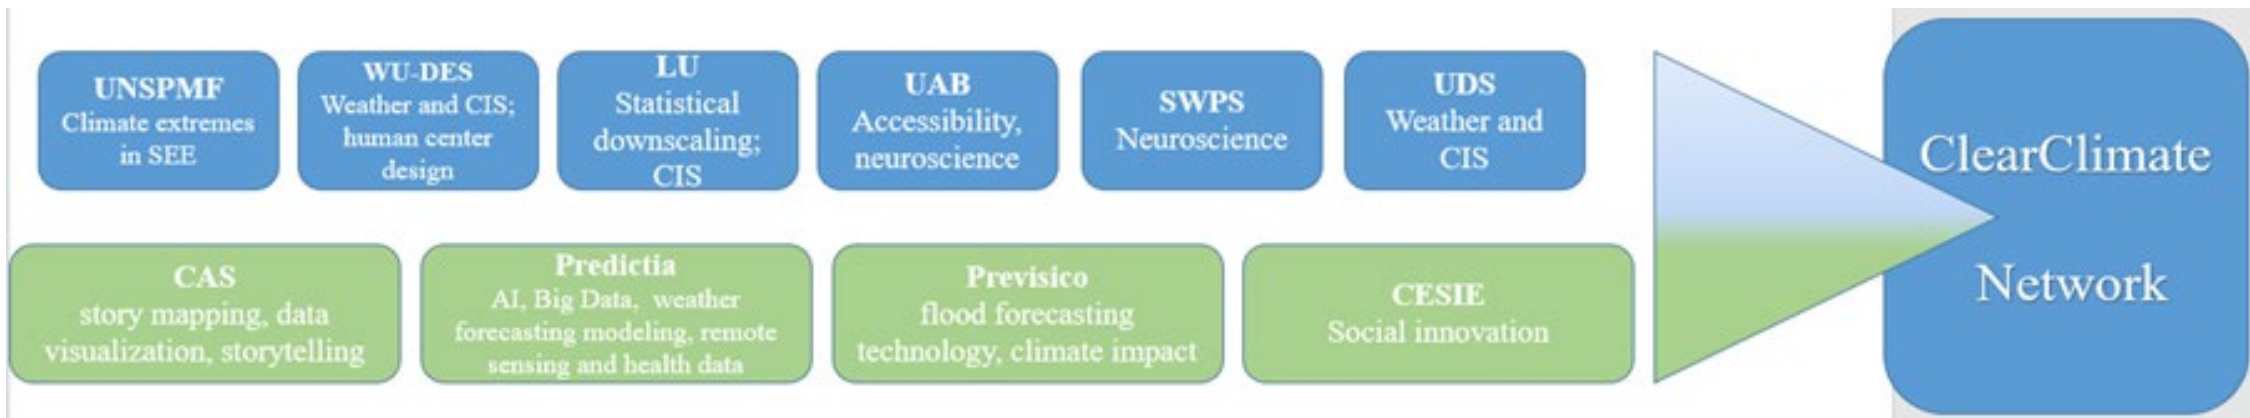 UNSPMF
Climate extremes
in SEE
WU-DES
Weather and CIS;
human center
design
LU
Statistical
downscaling;
CIS
UAB
Accessibility,
neuroscience
SWPS
Neuroscience
UDS
Weather and
CIS
CAS
story mapping, data
visualization, storytelling
Predictia
AI, Big Data, weather
forecasting modeling, remote
sensing and health data
Previsico
flood forecasting
technology, climate impact
CESIE
Social innovation
ClearClimate
Network